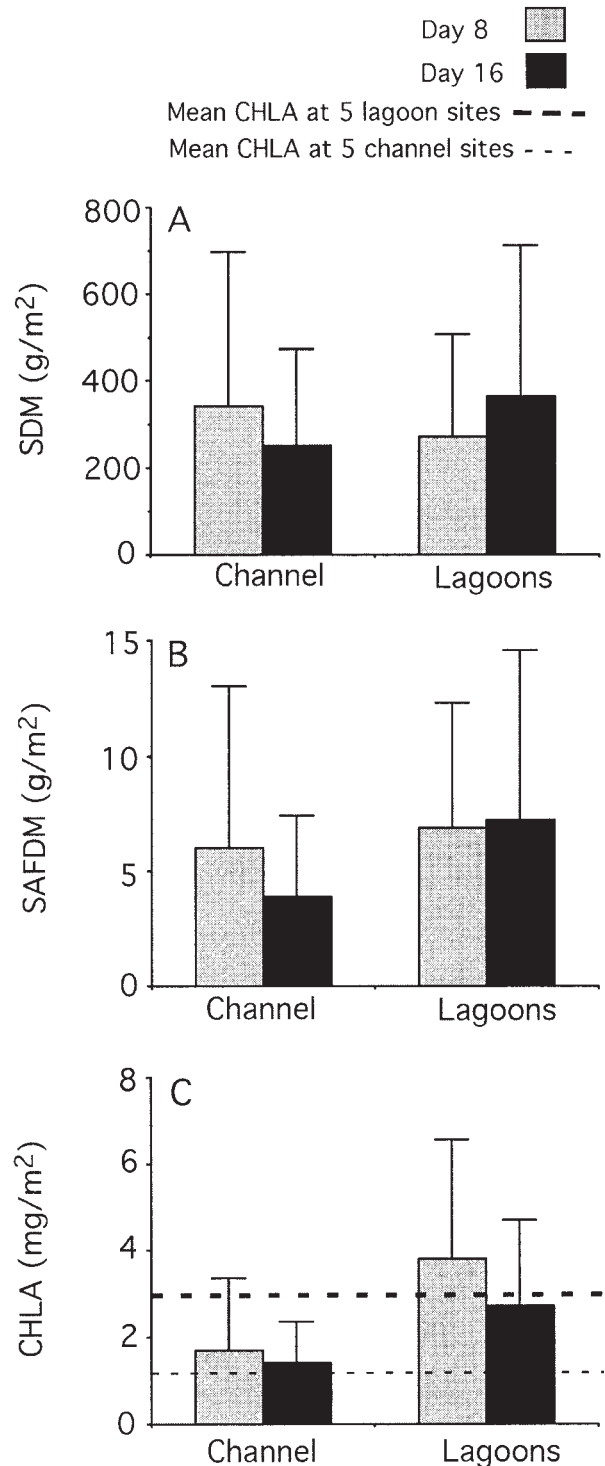 Day 8
Day 16
Mean CHLA at 5 lagoon sites
Mean CHLA at 5 channel sites
A
SDM (g/m²)
800
600
400
200
0
Channel Lagoons
B
SAFDM (g/m²)
15
10
5
0
Channel Lagoons
C
CHLA (mg/m²)
8
6
4
2
0
Channel Lagoons